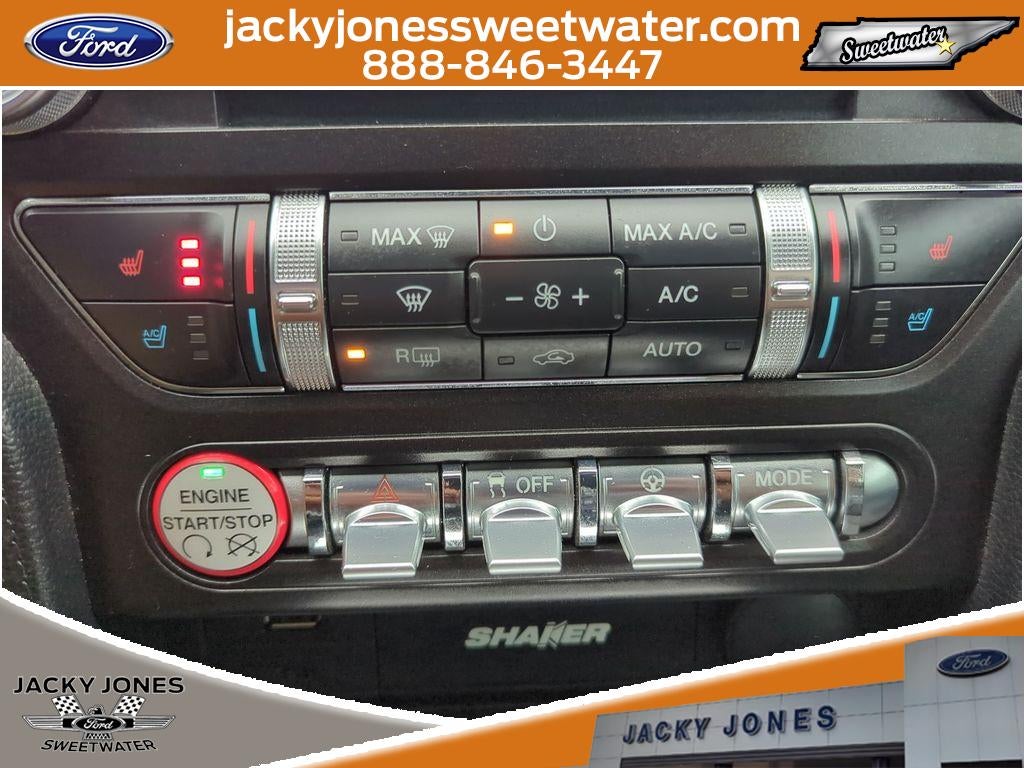 Ford
jackyjonessweetwater.com
888-846-3447
Sweetwater
MAX
MAX A/C
- +
A/C
A/C
A/C
R
AUTO
ENGINE
START/STOP
OFF
MODE
SHAKER
JACKY JONES
Ford
SWEETWATER
Ford
JACKY JONES